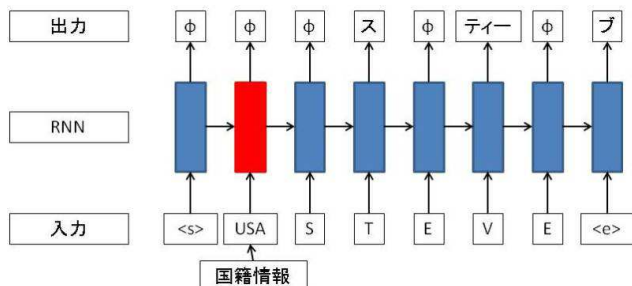 出力 φ φ φ ス φ ティー φ ブ
RNN
入力 <s> USA S T E V E <e>
国籍情報